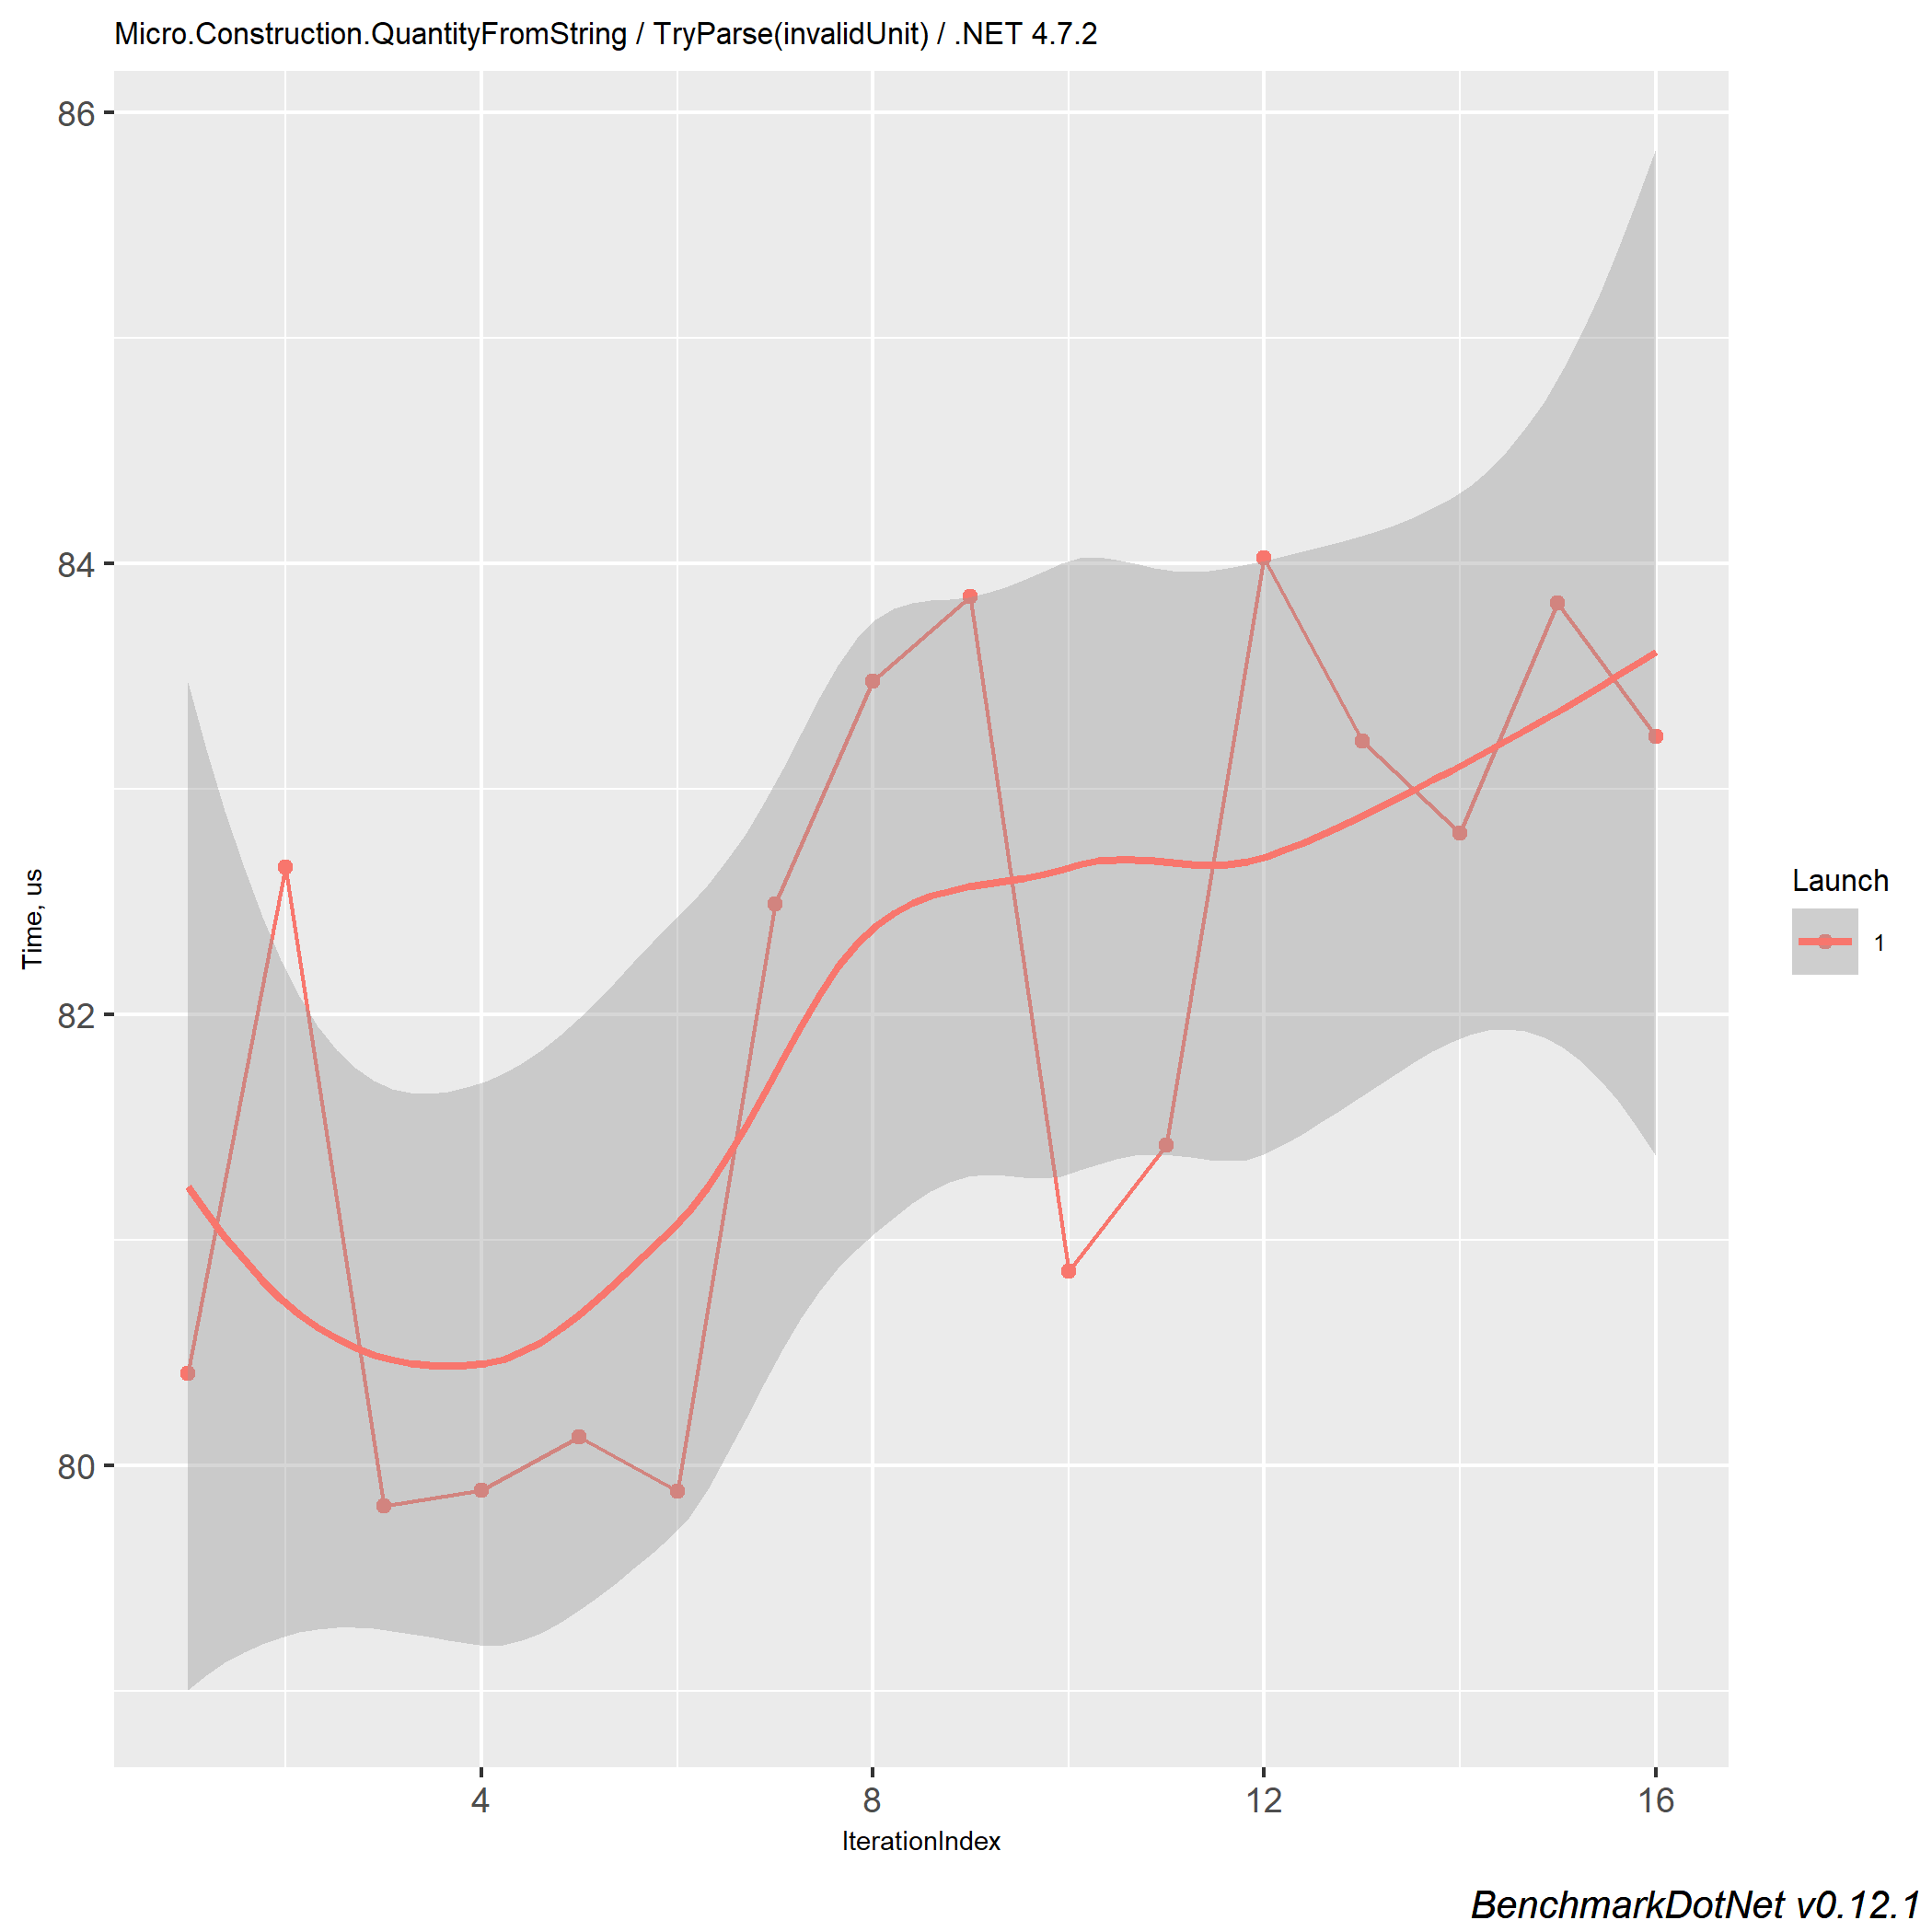 Micro.Construction.QuantityFromString / TryParse(invalidUnit) / .NET 4.7.2
86
84
82
80
Time, us
4 8 12 16
IterationIndex
Launch
1
BenchmarkDotNet v0.12.1